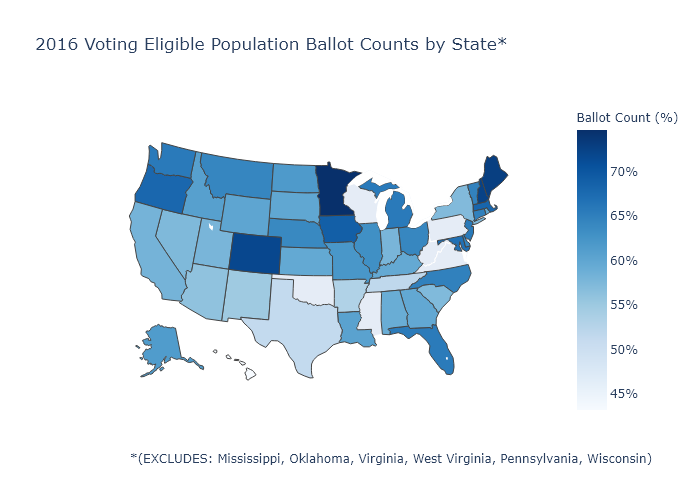 2016 Voting Eligible Population Ballot Counts by State*
Ballot Count (%)
70%
65%
60%
55%
50%
45%
*(EXCLUDES: Mississippi, Oklahoma, Virginia, West Virginia, Pennsylvania, Wisconsin)